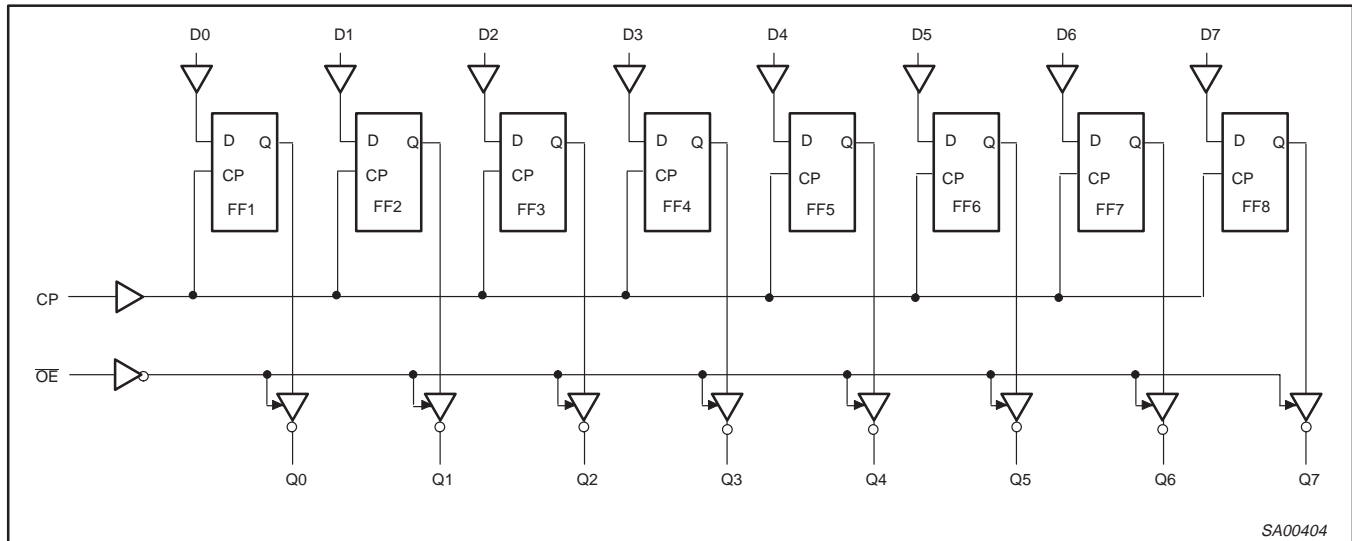 D0 D1 D2 D3 D4 D5 D6 D7
D Q D Q D Q D Q D Q D Q D Q D Q
CP CP CP CP CP CP CP CP
FF1 FF2 FF3 FF4 FF5 FF6 FF7 FF8
CP
O̅E̅
Q0 Q1 Q2 Q3 Q4 Q5 Q6 Q7
SA00404